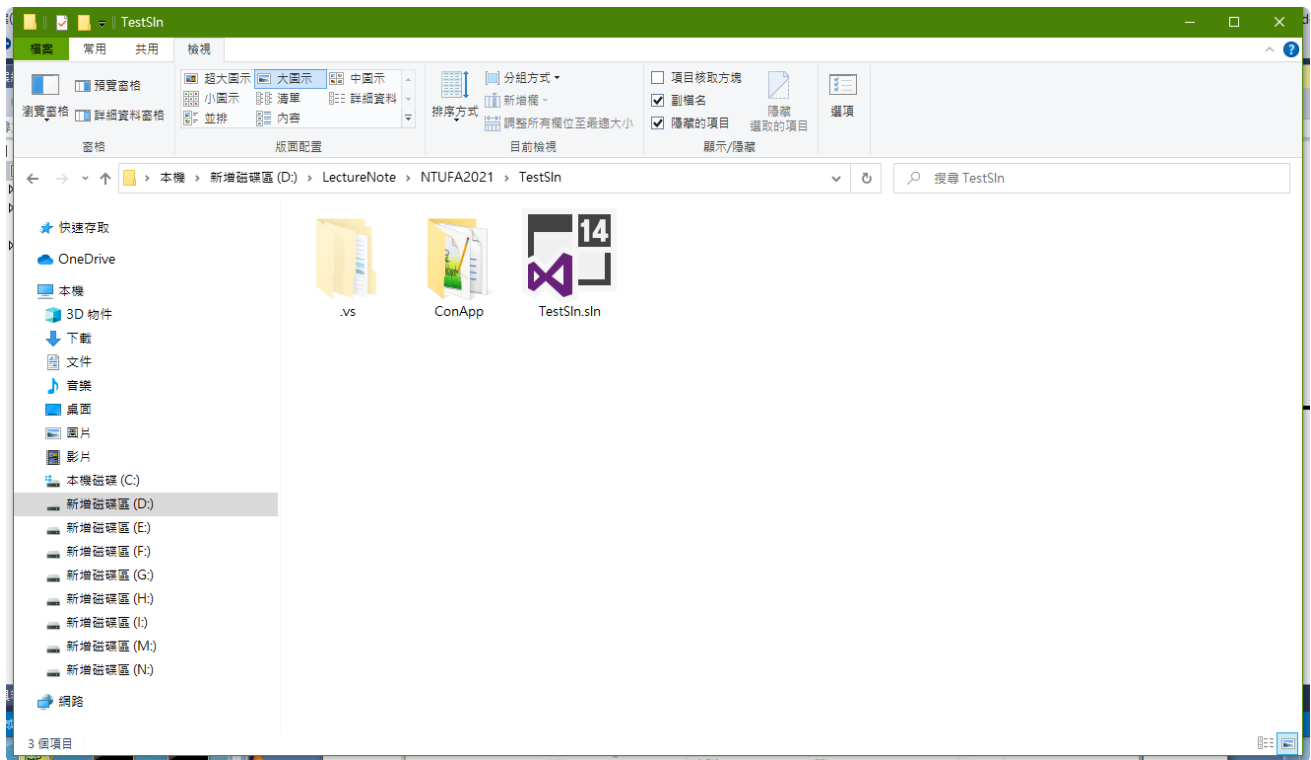 TestSln
檔案 常用 共用 檢視
瀏覽窗格
預覽窗格
詳細資料窗格
窗格
超大圖示 大圖示 中圖示
小圖示 清單 詳細資料
並排 內容
版面配置
排序方式
分組方式
新增欄
調整所有欄位至最適大小
目前檢視
項目核取方塊
副檔名
隱藏的項目
隱藏
選取的項目
顯示/隱藏
選項
本機 › 新增磁碟區 (D:) › LectureNote › NTUFA2021 › TestSln
搜尋 TestSln
快速存取
OneDrive
本機
3D 物件
下載
文件
音樂
桌面
圖片
影片
本機磁碟 (C:)
新增磁碟區 (D:)
新增磁碟區 (E:)
新增磁碟區 (F:)
新增磁碟區 (G:)
新增磁碟區 (H:)
新增磁碟區 (I:)
新增磁碟區 (M:)
新增磁碟區 (N:)
網路
14
.vs ConApp TestSln.sln
3 個項目